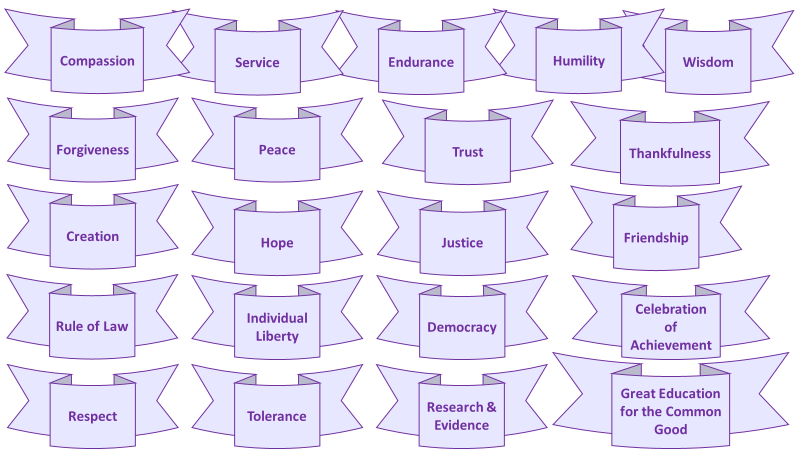 Compassion
Service
Endurance
Humility
Wisdom
Forgiveness
Peace
Trust
Thankfulness
Creation
Hope
Justice
Friendship
Rule of Law
Individual
Liberty
Democracy
Celebration
of
Achievement
Respect
Tolerance
Research &
Evidence
Great Education
for the Common
Good